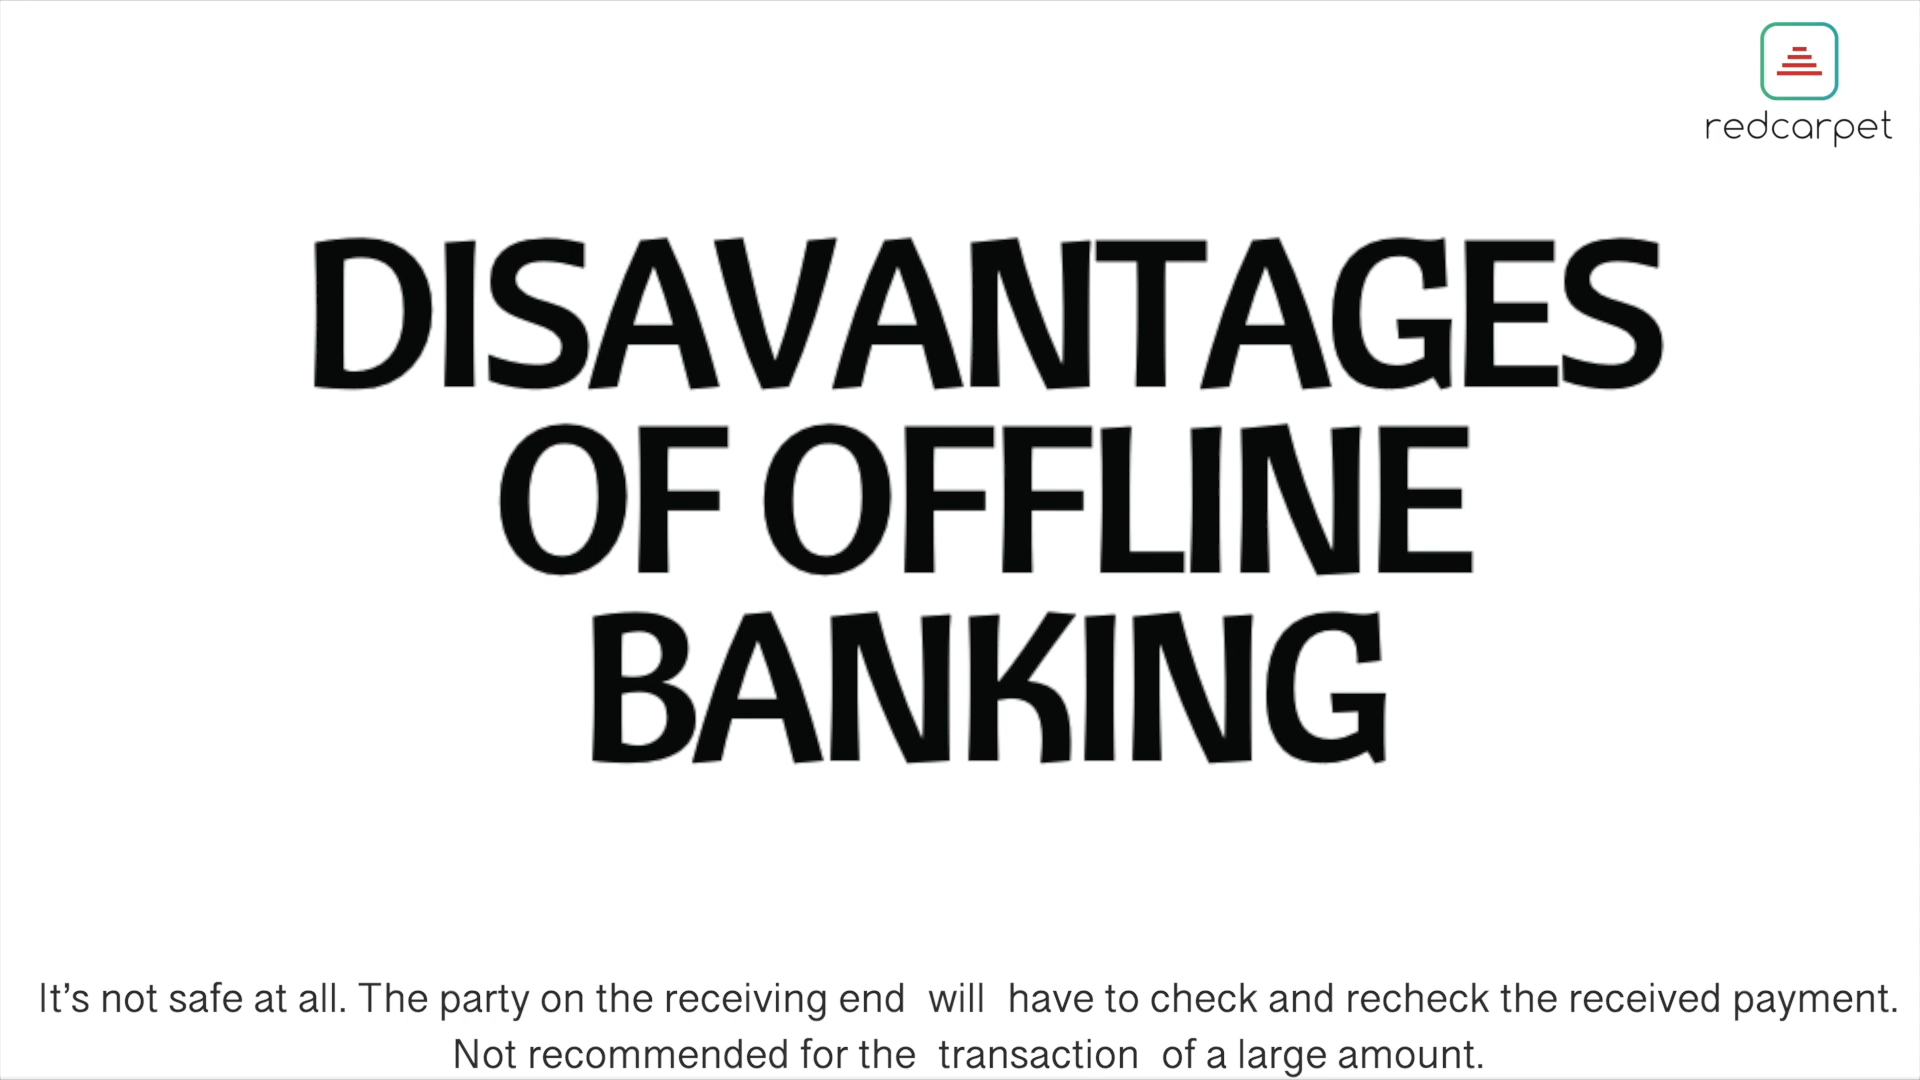 redcarpet
DISAVANTAGES
OF OFFLINE
BANKING
It's not safe at all. The party on the receiving end will have to check and recheck the received payment.
Not recommended for the transaction of a large amount.